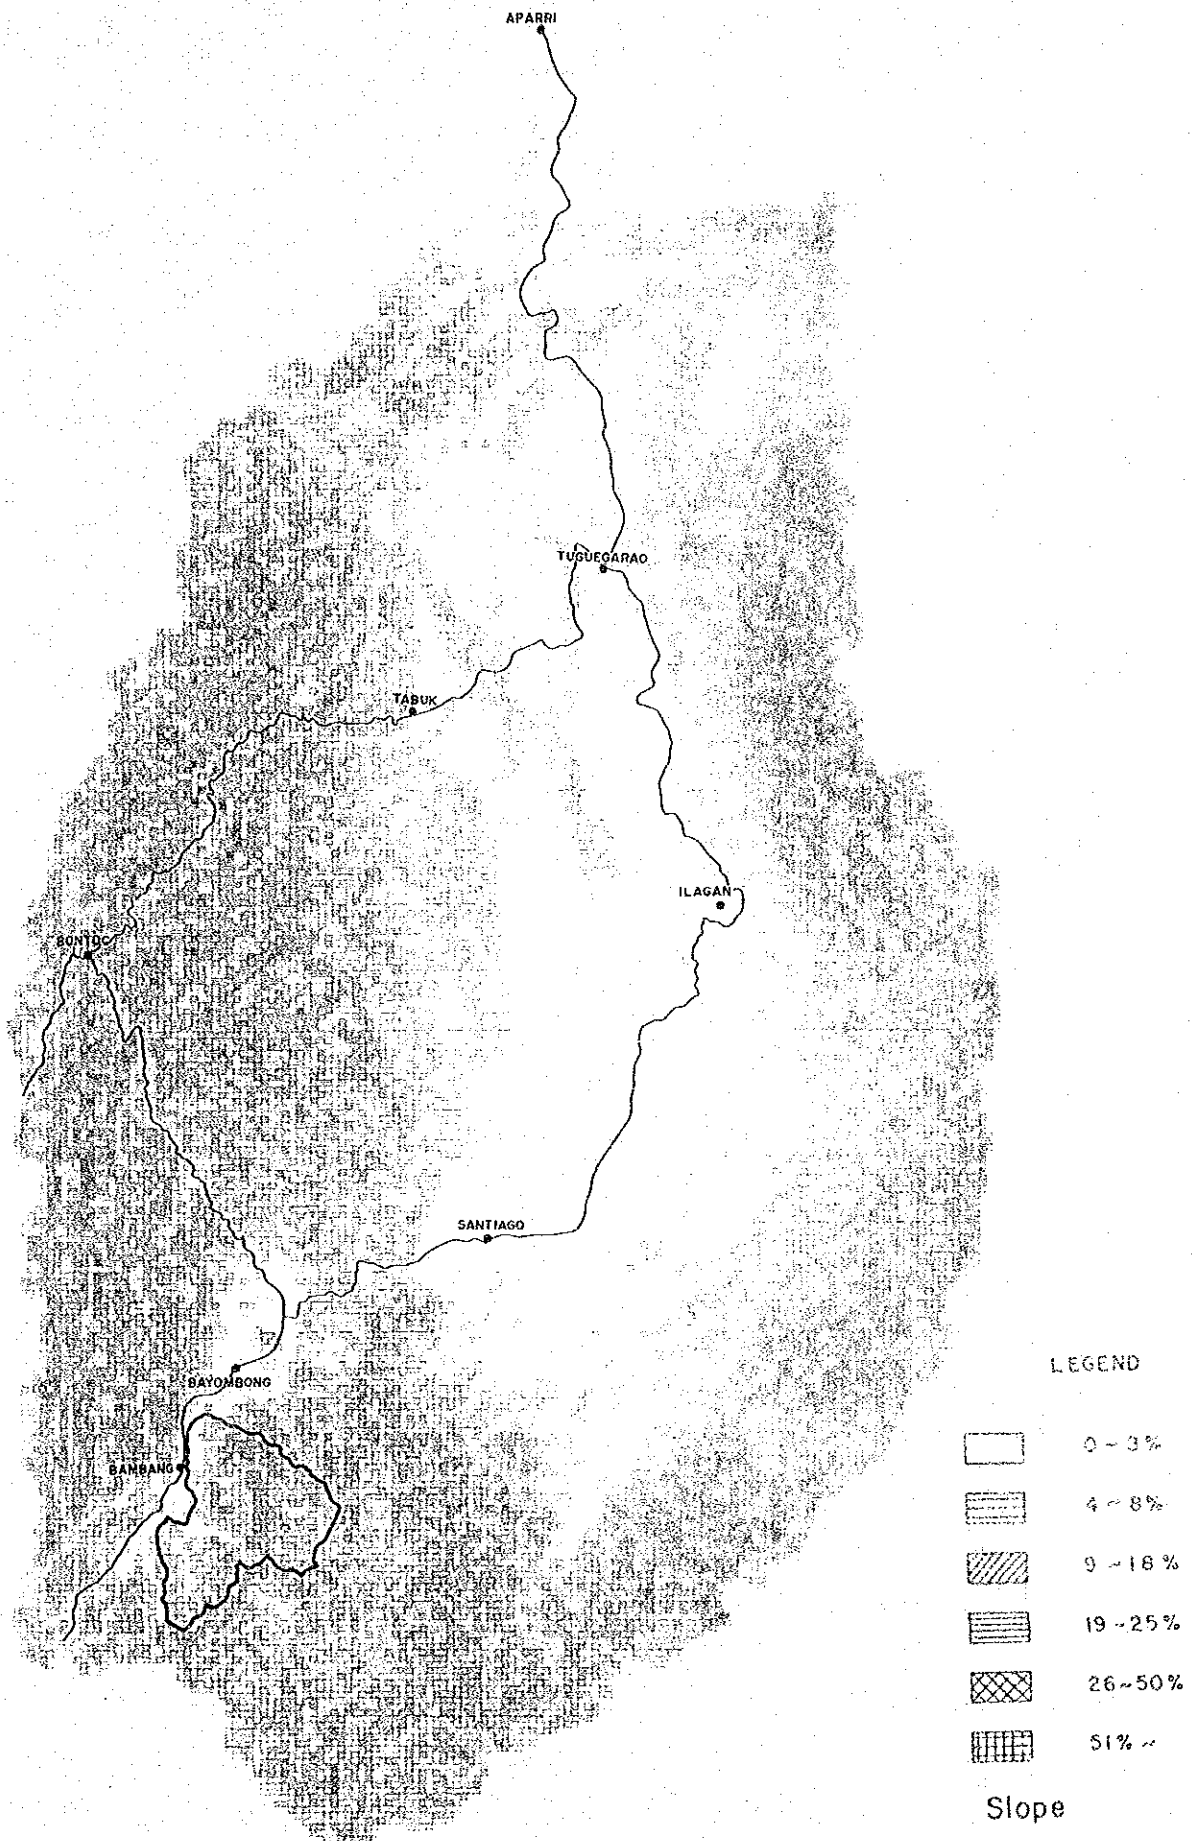 APARRI
TUGUEGARAO
TABUK
ILAGAN
BONTOC
SANTIAGO
BAYOMBONG
BAMBANG
LEGEND
0 ~ 3%
4 ~ 8%
9 ~ 18%
19 ~ 25%
26 ~ 50%
51% ~
Slope